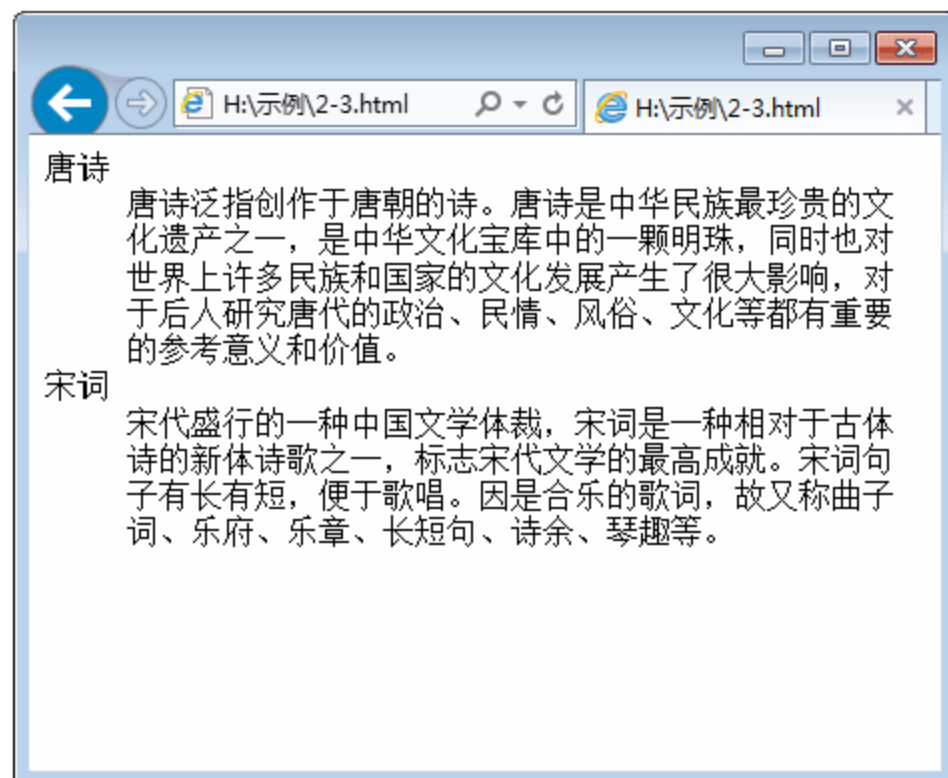 H:\示例\2-3.html
H:\示例\2-3.html
唐诗
唐诗泛指创作于唐朝的诗。唐诗是中华民族最珍贵的文
化遗产之一，是中华文化宝库中的一颗明珠，同时也对
世界上许多民族和国家的文化发展产生了很大影响，对
于后人研究唐代的政治、民情、风俗、文化等都有重要
的参考意义和价值。
宋词
宋代盛行的一种中国文学体裁，宋词是一种相对于古体
诗的新体诗歌之一，标志宋代文学的最高成就。宋词句
子有长有短，便于歌唱。因是合乐的歌词，故又称曲子
词、乐府、乐章、长短句、诗余、琴趣等。